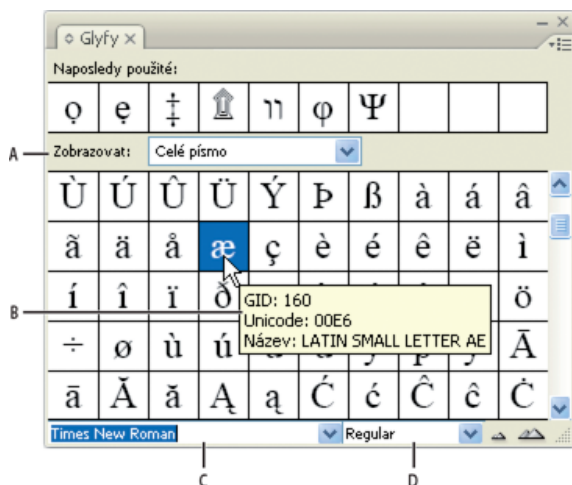 Glyfy
Naposledy použité:
ọ ẹ ‡ װ φ Ψ
A
Zobrazovat: Celé písmo
Ù Ú Û Ü Ý Þ ß à á â
ã ä å æ ç è é ê ë ì
í î ï ð ö
B
GID: 160
Unicode: 00E6
Název: LATIN SMALL LETTER AE
÷ ø ù ú Ā
ā Ă ă Ą ą Ć ć Ĉ ĉ Ċ
Times New Roman Regular
C D